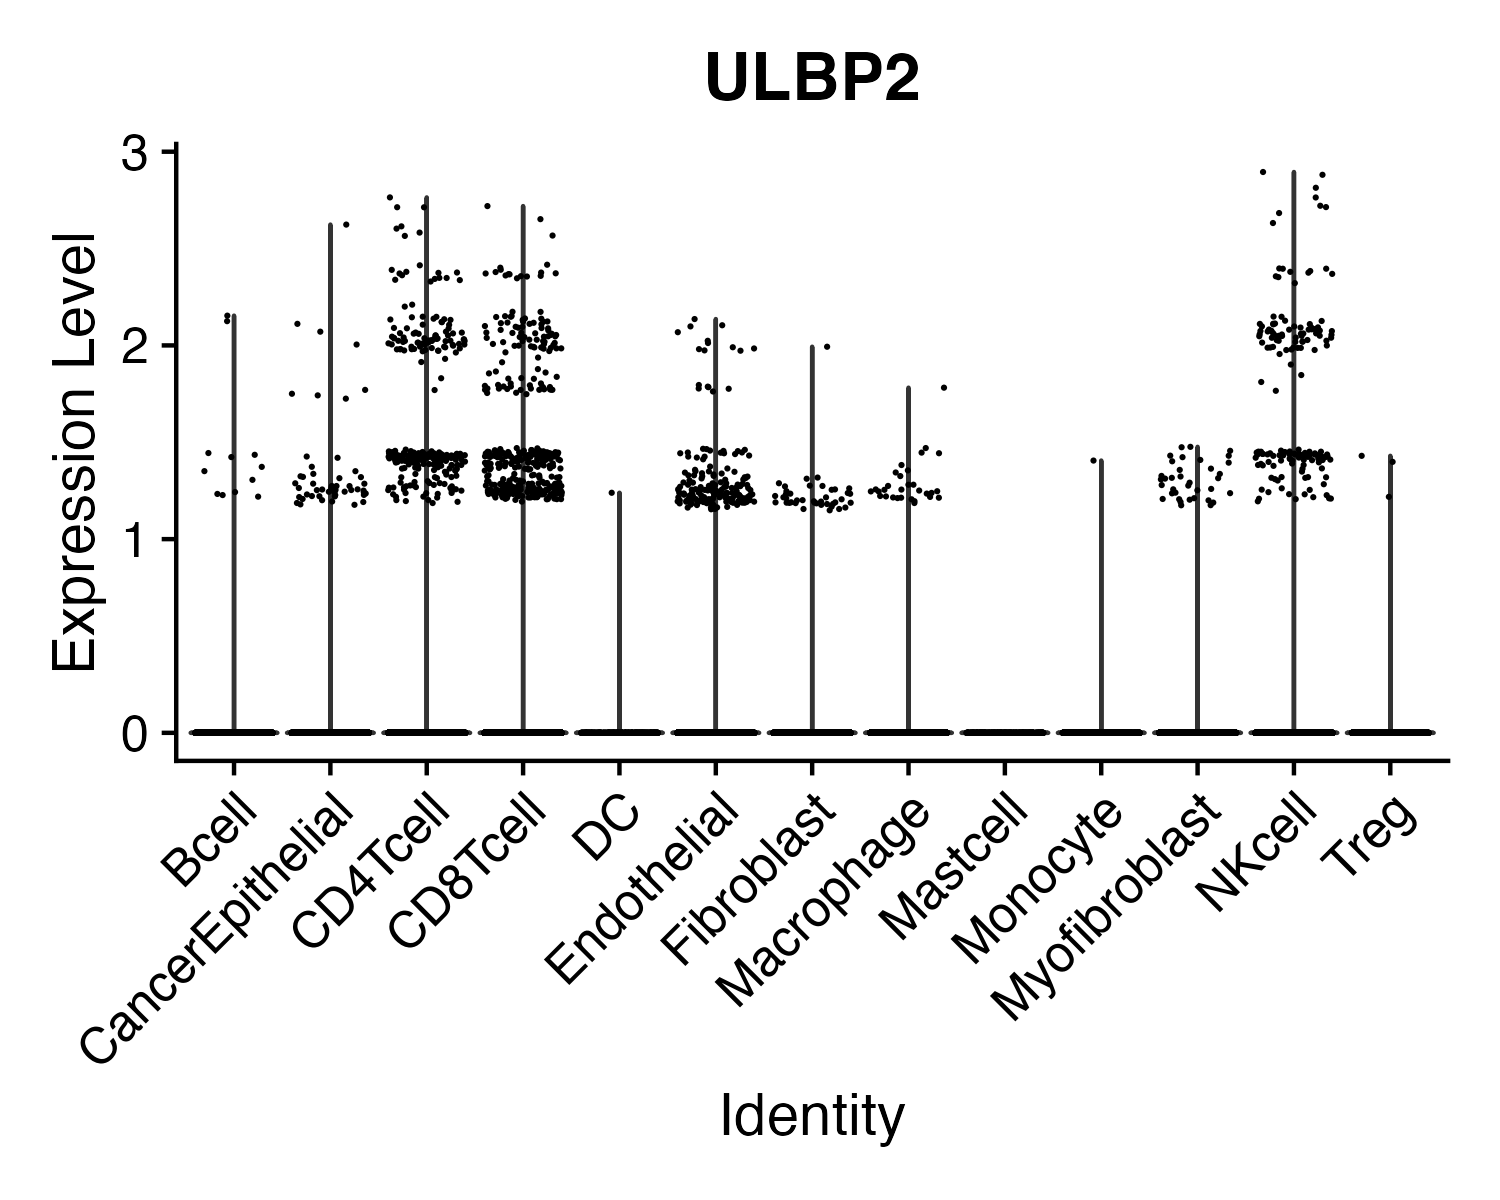 ULBP2
Expression Level
3
2
1
0
Bcell
CancerEpithelial
CD4Tcell
CD8Tcell
DC
Endothelial
Fibroblast
Macrophage
Mastcell
Monocyte
Myofibroblast
NKcell
Treg
Identity